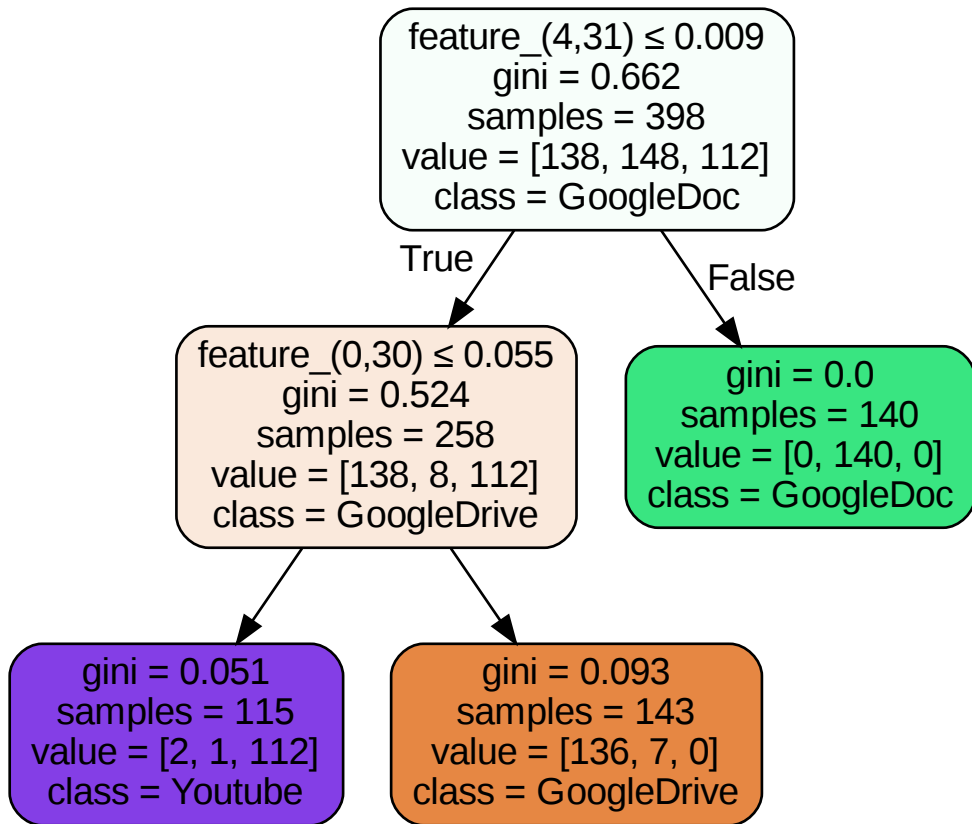 feature_(4,31) ≤ 0.009
gini = 0.662
samples = 398
value = [138, 148, 112]
class = GoogleDoc
True
False
feature_(0,30) ≤ 0.055
gini = 0.524
samples = 258
value = [138, 8, 112]
class = GoogleDrive
gini = 0.0
samples = 140
value = [0, 140, 0]
class = GoogleDoc
gini = 0.051
samples = 115
value = [2, 1, 112]
class = Youtube
gini = 0.093
samples = 143
value = [136, 7, 0]
class = GoogleDrive